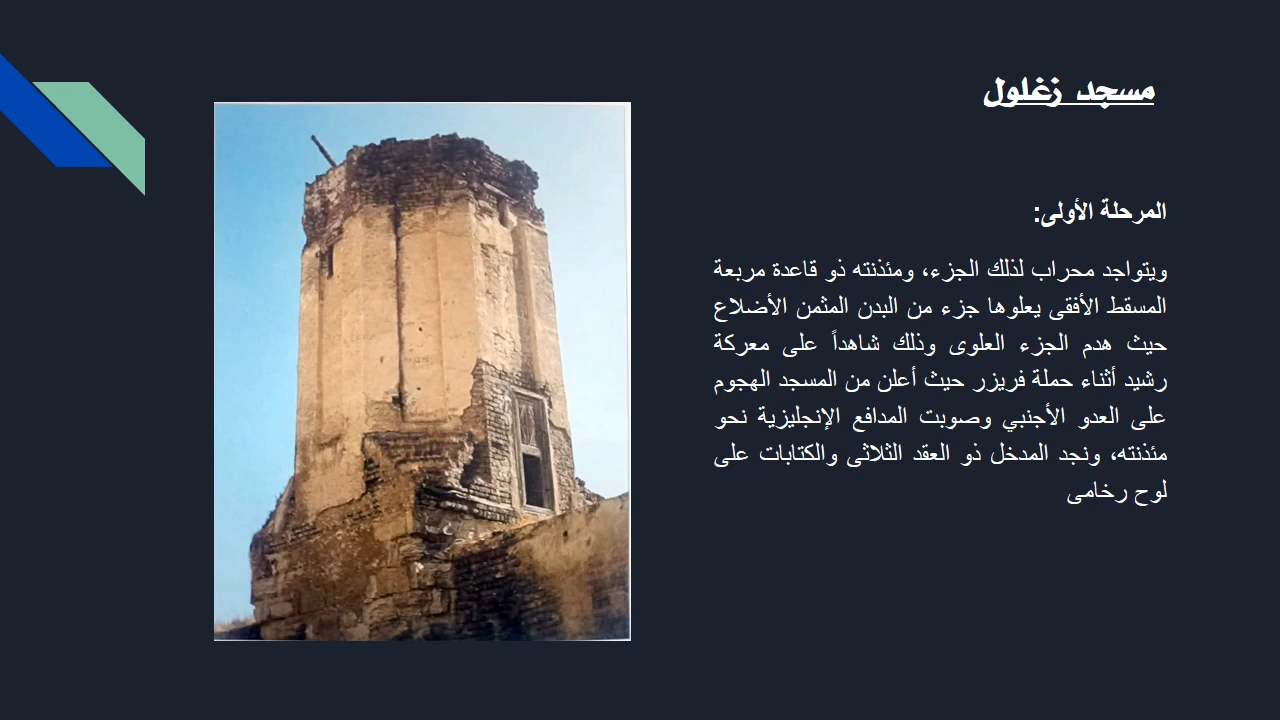 مسجد زغلول
المرحلة الأولى:
ويتواجد محراب لذلك الجزء، ومئذنته ذو قاعدة مربعة
المسقط الأفقى يعلوها جزء من البدن المثمن الأضلاع
حيث هدم الجزء العلوى وذلك شاهداً على معركة
رشيد أثناء حملة فريزر حيث أعلن من المسجد الهجوم
على العدو الأجنبي وصوبت المدافع الإنجليزية نحو
مئذنته، ونجد المدخل ذو العقد الثلاثى والكتابات على
لوح رخامى